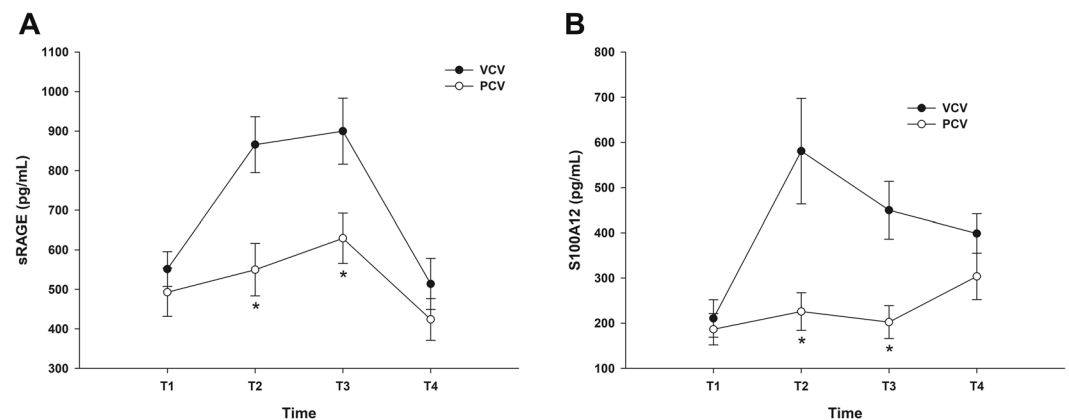 A
1100
1000
900
800
700
600
500
400
300
sRAGE (pg/mL)
VCV
PCV
*
*
T1 T2 T3 T4
Time
B
800
700
600
500
400
300
200
100
S100A12 (pg/mL)
VCV
PCV
*
*
T1 T2 T3 T4
Time